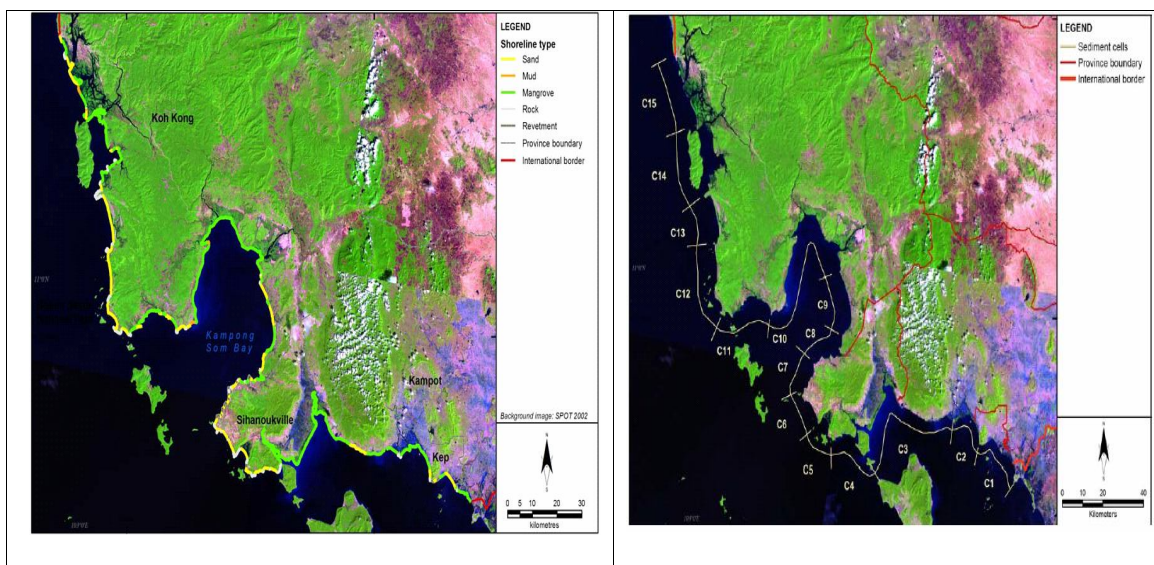 LEGEND
Shoreline type
Sand
Mud
Mangrove
Rock
Revetment
Province boundary
International border
Koh Kong
Kampong
Som Bay
Kampot
Sihanoukville
Kep
Background image: SPOT 2002
N
S
0 5 10 20 30
kilometres
LEGEND
Sediment cells
Province boundary
International border
C15
C14
C13
C12
C11
C10
C9
C8
C7
C6
C5
C4
C3
C2
C1
N
S
0 10 20 40
Kilometers